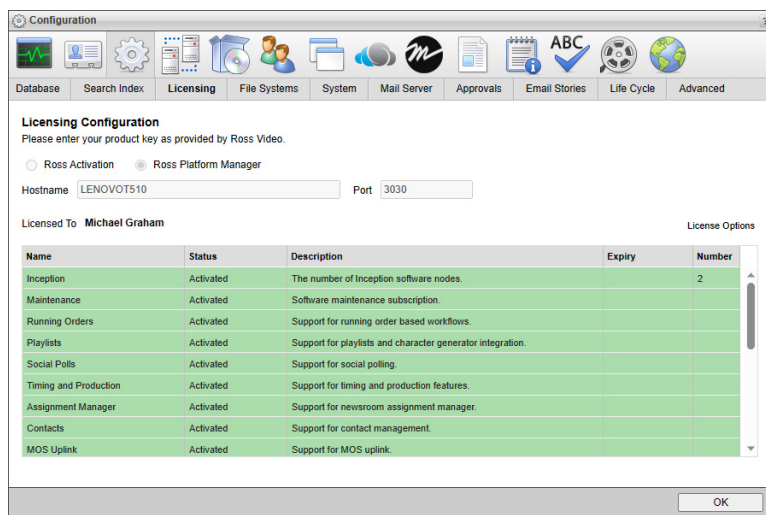 Configuration
?
ABC
Database Search Index Licensing File Systems System Mail Server Approvals Email Stories Life Cycle Advanced
Licensing Configuration
Please enter your product key as provided by Ross Video.
Ross Activation Ross Platform Manager
Hostname LENOVOT510 Port 3030
Licensed To Michael Graham
License Options
Name Status Description Expiry Number
Inception Activated The number of Inception software nodes. 2
Maintenance Activated Software maintenance subscription.
Running Orders Activated Support for running order based workflows.
Playlists Activated Support for playlists and character generator integration.
Social Polls Activated Support for social polling.
Timing and Production Activated Support for timing and production features.
Assignment Manager Activated Support for newsroom assignment manager.
Contacts Activated Support for contact management.
MOS Uplink Activated Support for MOS uplink.
OK